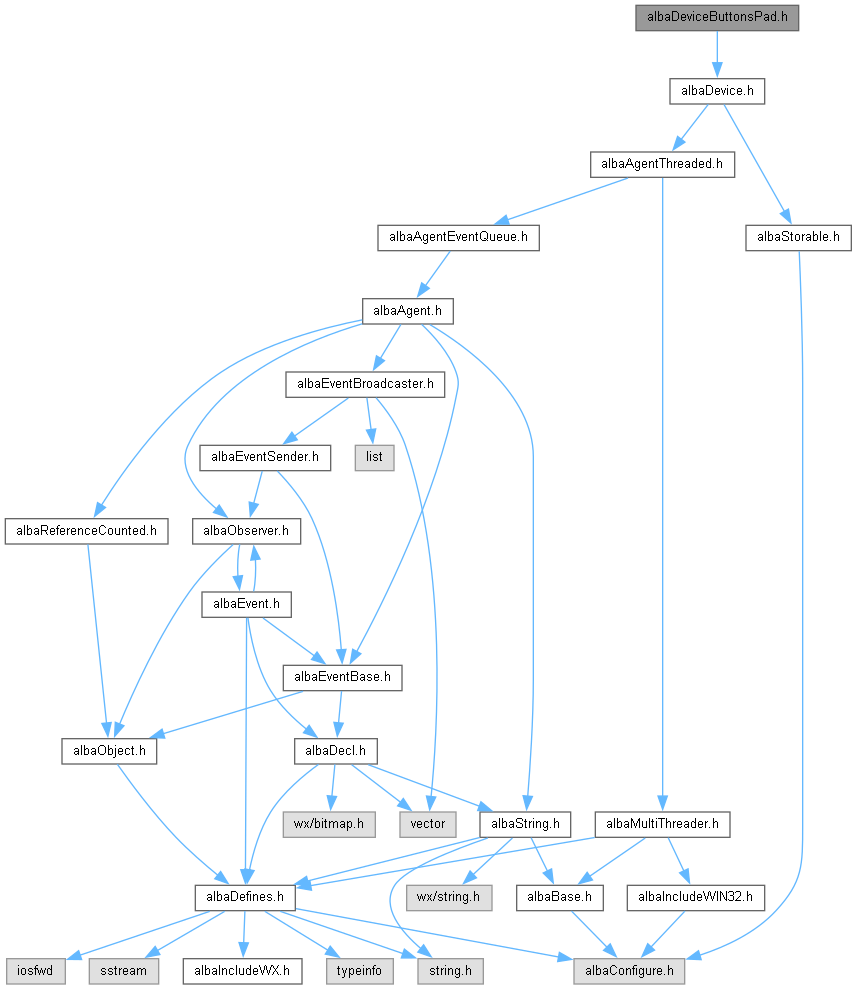 albaDeviceButtonsPad.h
albaDevice.h
albaAgentThreaded.h
albaAgentEventQueue.h
albaStorable.h
albaAgent.h
albaEventBroadcaster.h
albaEventSender.h
list
albaReferenceCounted.h
albaObserver.h
albaEvent.h
albaEventBase.h
albaObject.h
albaDecl.h
wx/bitmap.h
vector
albaString.h
albaMultiThreader.h
albaDefines.h
wx/string.h
albaBase.h
albaIncludeWIN32.h
iosfwd
sstream
albaIncludeWX.h
typeinfo
string.h
albaConfigure.h